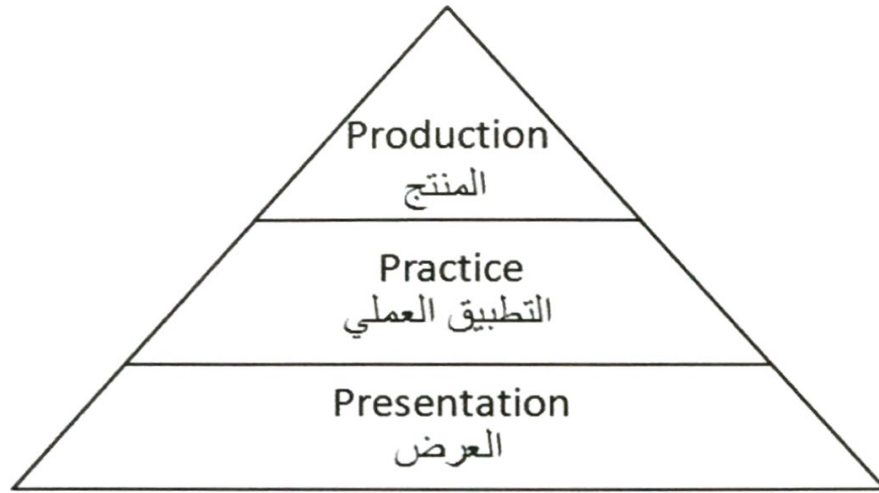 Production
المنتج
Practice
التطبيق العملي
Presentation
العرض